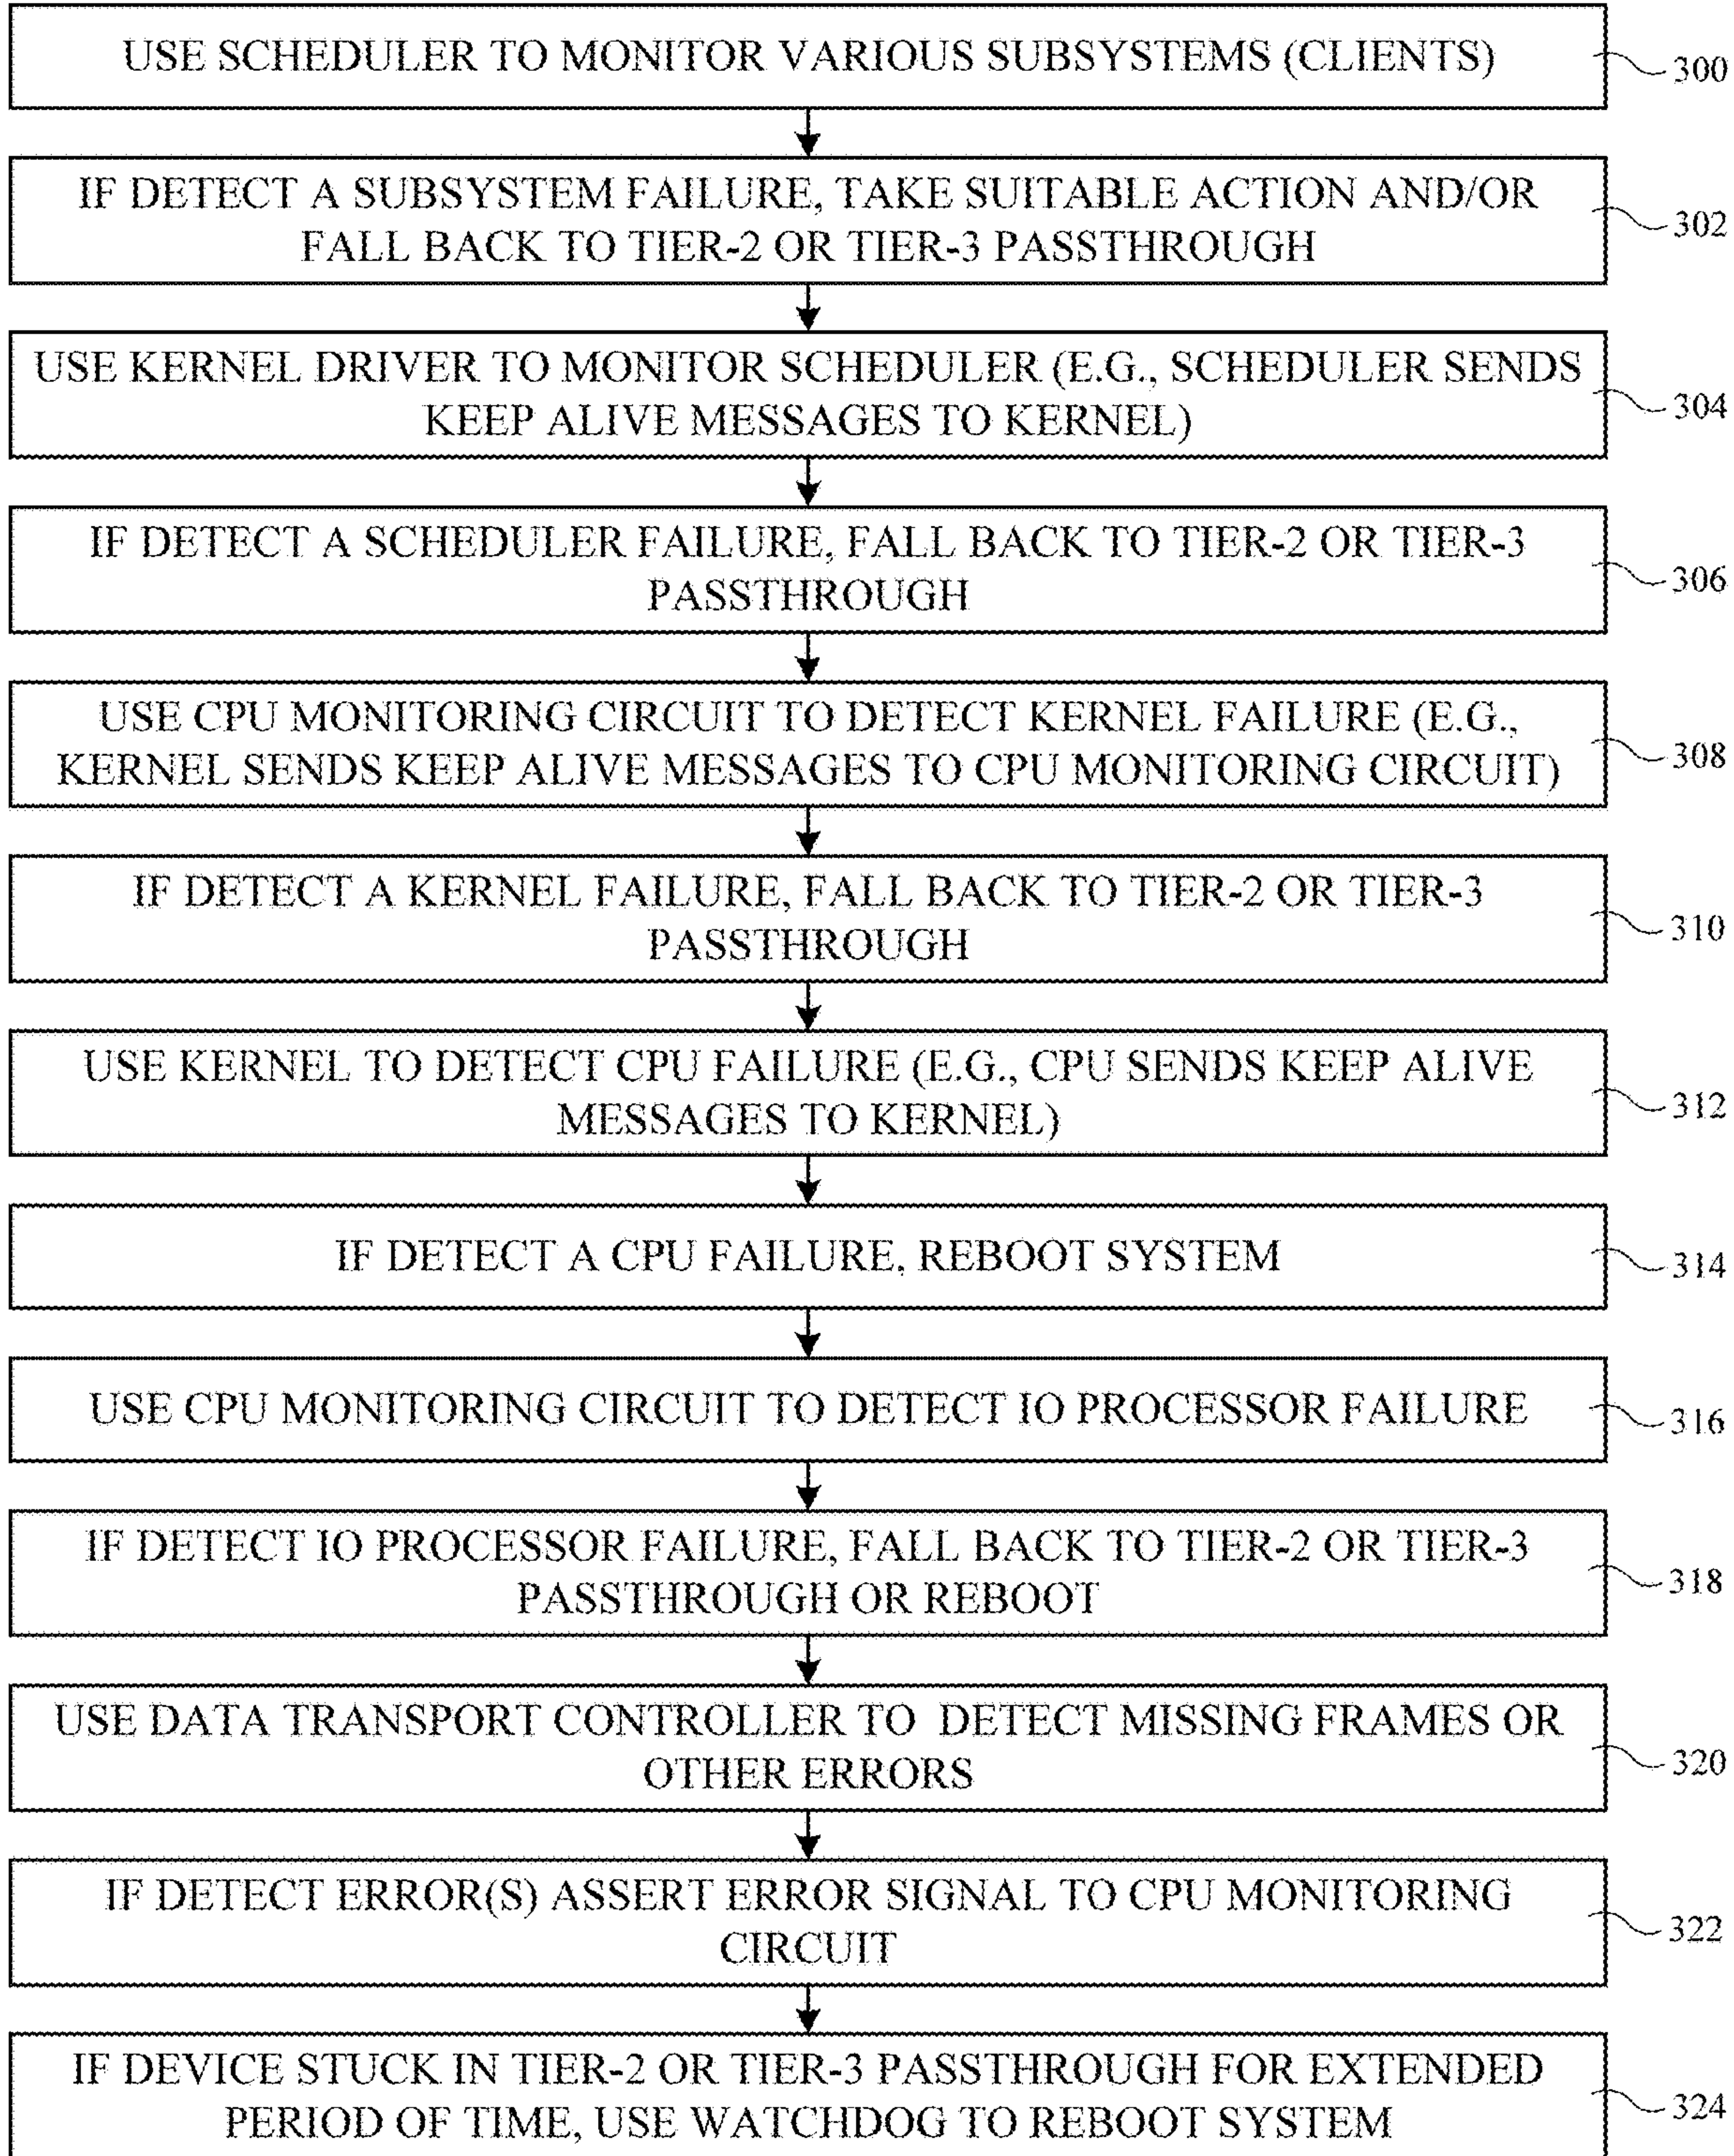 USE SCHEDULER TO MONITOR VARIOUS SUBSYSTEMS (CLIENTS)
300
IF DETECT A SUBSYSTEM FAILURE, TAKE SUITABLE ACTION AND/OR
FALL BACK TO TIER-2 OR TIER-3 PASSTHROUGH
302
USE KERNEL DRIVER TO MONITOR SCHEDULER (E.G., SCHEDULER SENDS
KEEP ALIVE MESSAGES TO KERNEL)
304
IF DETECT A SCHEDULER FAILURE, FALL BACK TO TIER-2 OR TIER-3
PASSTHROUGH
306
USE CPU MONITORING CIRCUIT TO DETECT KERNEL FAILURE (E.G.,
KERNEL SENDS KEEP ALIVE MESSAGES TO CPU MONITORING CIRCUIT)
308
IF DETECT A KERNEL FAILURE, FALL BACK TO TIER-2 OR TIER-3
PASSTHROUGH
310
USE KERNEL TO DETECT CPU FAILURE (E.G., CPU SENDS KEEP ALIVE
MESSAGES TO KERNEL)
312
IF DETECT A CPU FAILURE, REBOOT SYSTEM
314
USE CPU MONITORING CIRCUIT TO DETECT IO PROCESSOR FAILURE
316
IF DETECT IO PROCESSOR FAILURE, FALL BACK TO TIER-2 OR TIER-3
PASSTHROUGH OR REBOOT
318
USE DATA TRANSPORT CONTROLLER TO DETECT MISSING FRAMES OR
OTHER ERRORS
320
IF DETECT ERROR(S) ASSERT ERROR SIGNAL TO CPU MONITORING
CIRCUIT
322
IF DEVICE STUCK IN TIER-2 OR TIER-3 PASSTHROUGH FOR EXTENDED
PERIOD OF TIME, USE WATCHDOG TO REBOOT SYSTEM
324